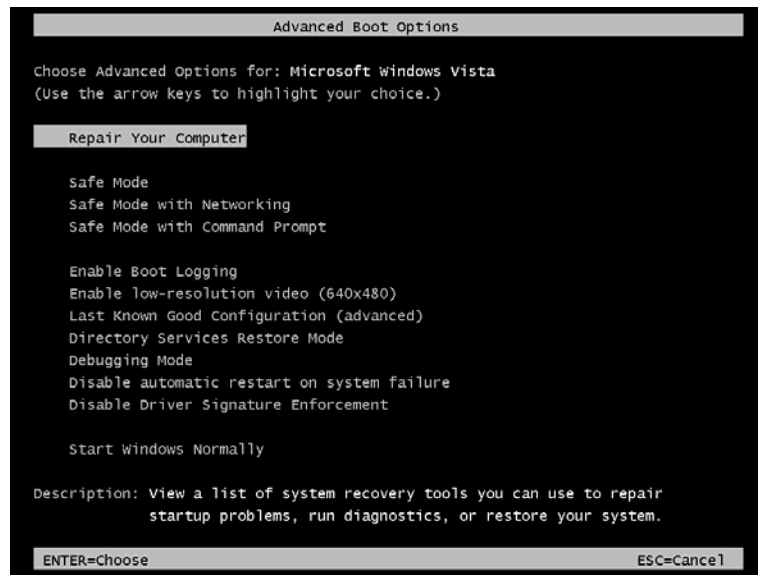 Advanced Boot Options
Choose Advanced Options for: Microsoft Windows Vista
(Use the arrow keys to highlight your choice.)
Repair Your Computer
Safe Mode
Safe Mode with Networking
Safe Mode with Command Prompt
Enable Boot Logging
Enable low-resolution video (640x480)
Last Known Good Configuration (advanced)
Directory Services Restore Mode
Debugging Mode
Disable automatic restart on system failure
Disable Driver Signature Enforcement
Start Windows Normally
Description: View a list of system recovery tools you can use to repair
startup problems, run diagnostics, or restore your system.
ENTER=Choose ESC=Cancel